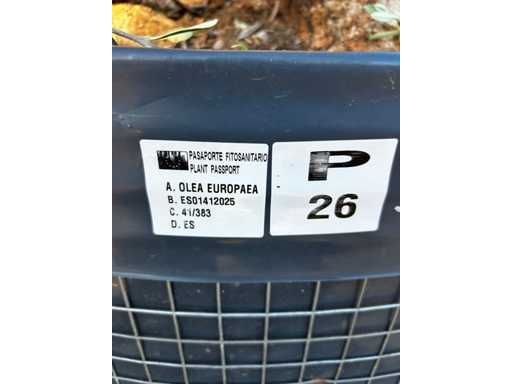 PASAPORTE FITOSANITARIO
PLANT PASSPORT
A. OLEA EUROPAEA
B. ES01412025
C. 41/383
D. ES
P
26